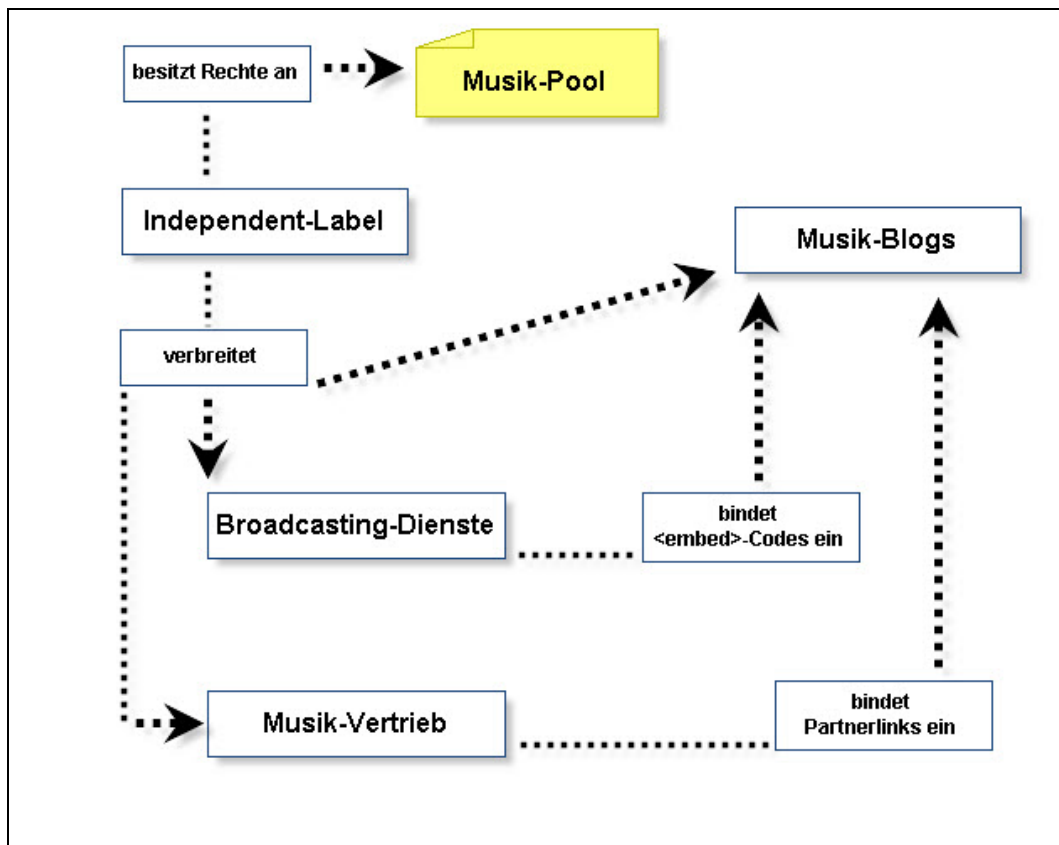 besitzt Rechte an
Musik-Pool
Independent-Label
Musik-Blogs
verbreitet
Broadcasting-Dienste
bindet
<embed>-Codes ein
Musik-Vertrieb
bindet
Partnerlinks ein